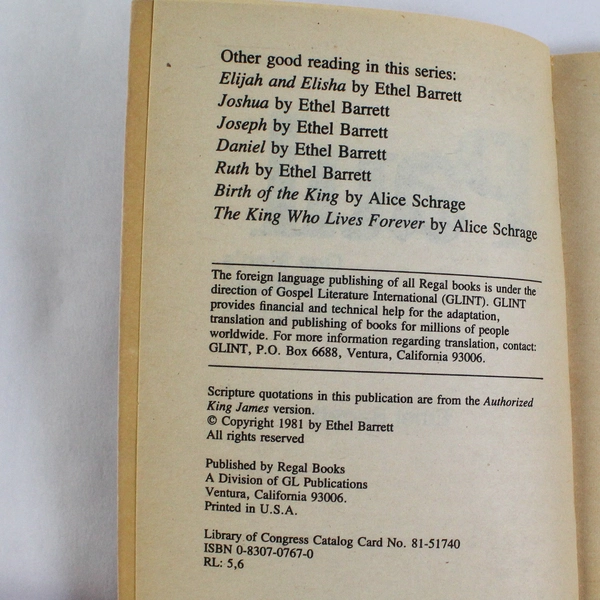 Other good reading in this series:
Elijah and Elisha by Ethel Barrett
Joshua by Ethel Barrett
Joseph by Ethel Barrett
Daniel by Ethel Barrett
Ruth by Ethel Barrett
Birth of the King by Alice Schrage
The King Who Lives Forever by Alice Schrage
The foreign language publishing of all Regal books is under the
direction of Gospel Literature International (GLINT). GLINT
provides financial and technical help for the adaptation,
translation and publishing of books for millions of people
worldwide. For more information regarding translation, contact:
GLINT, P.O. Box 6688, Ventura, California 93006.
Scripture quotations in this publication are from the Authorized
King James version.
© Copyright 1981 by Ethel Barrett
All rights reserved
Published by Regal Books
A Division of GL Publications
Ventura, California 93006.
Printed in U.S.A.
Library of Congress Catalog Card No. 81-51740
ISBN 0-8307-0767-0
RL: 5,6